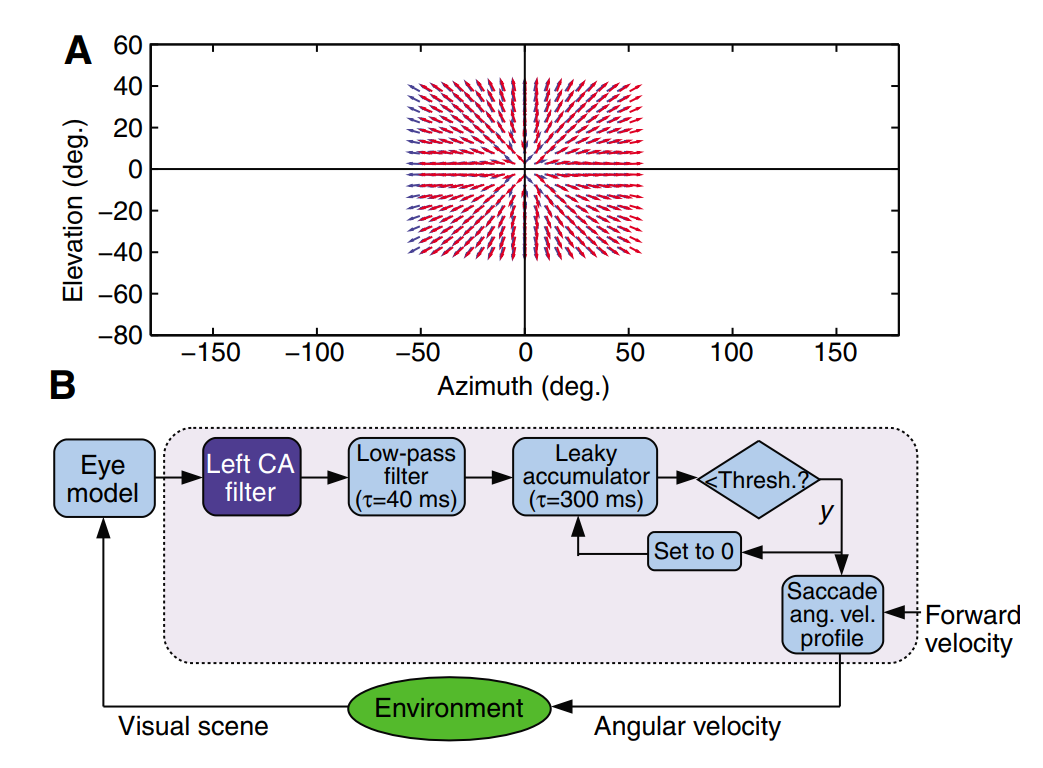 A
60
40
20
0
−20
−40
−60
−80
Elevation (deg.)
−150
−100
−50
0
50
100
150
Azimuth (deg.)
B
Eye
model
Left CA
filter
Low-pass
filter
(τ=40 ms)
Leaky
accumulator
(τ=300 ms)
<Thresh.?
y
Set to 0
Saccade
ang. vel.
profile
Forward
velocity
Environment
Visual scene
Angular velocity